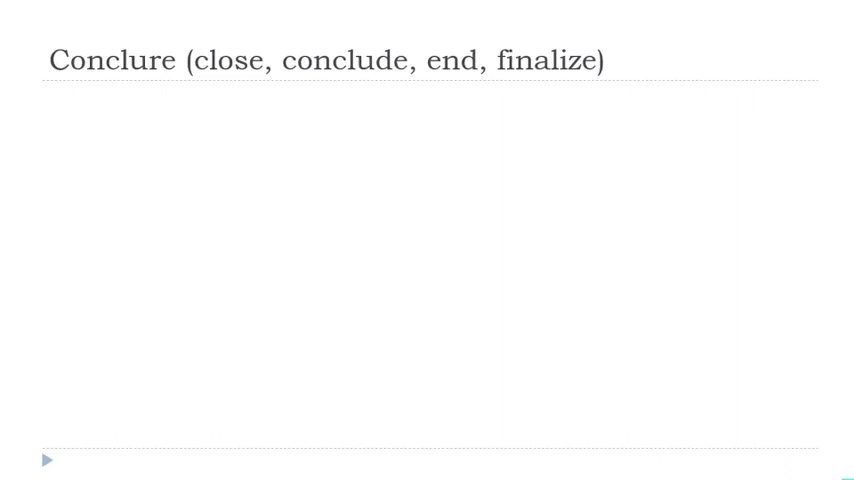 Conclure (close, conclude, end, finalize)